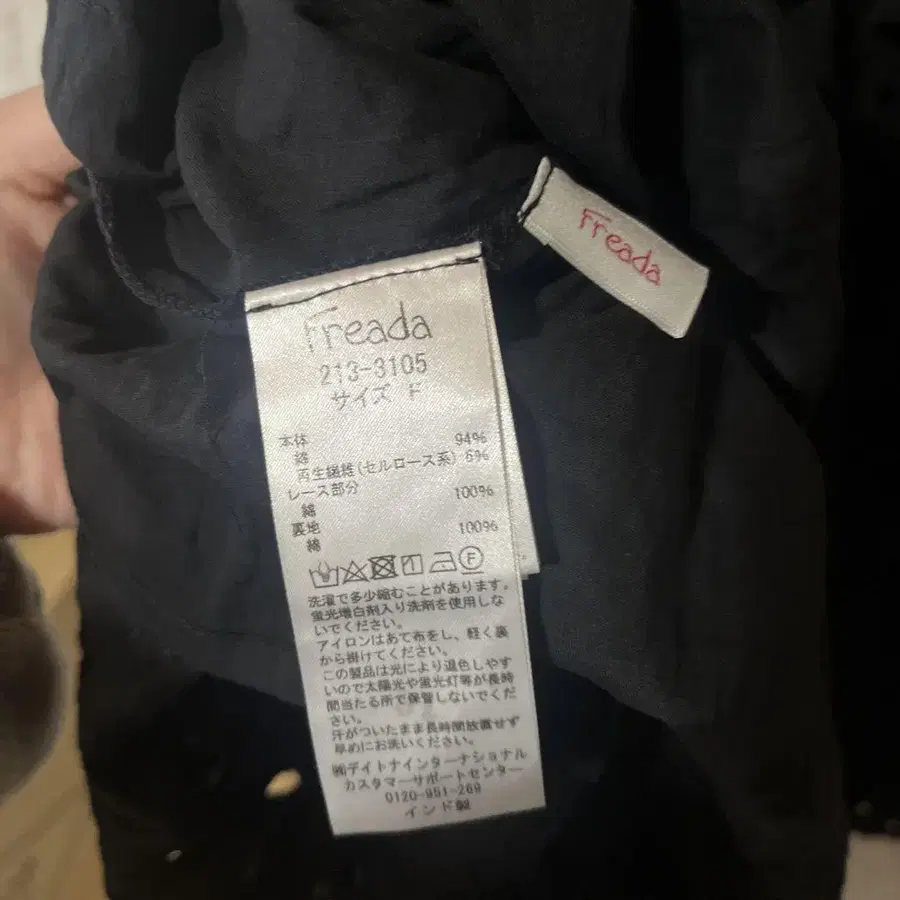 Freada
Freada
213-3105
サイズ F
本体
綿 94%
再生繊維(セルロース系) 6%
レース部分
綿 100%
裏地
綿 100%
F
洗濯で多少縮むことがあります。
蛍光増白剤入り洗剤を使用しな
いでください。
アイロンはあて布をし、軽く裏
から掛けてください。
この製品は光により退色しやす
いので太陽光や蛍光灯等が長時
間当たる所で保管しないでくだ
さい。
汗がついたまま長時間放置せず
早めにお洗いください。
㈱デイトナインターナショナル
カスタマーサポートセンター
0120-951-269
インド製